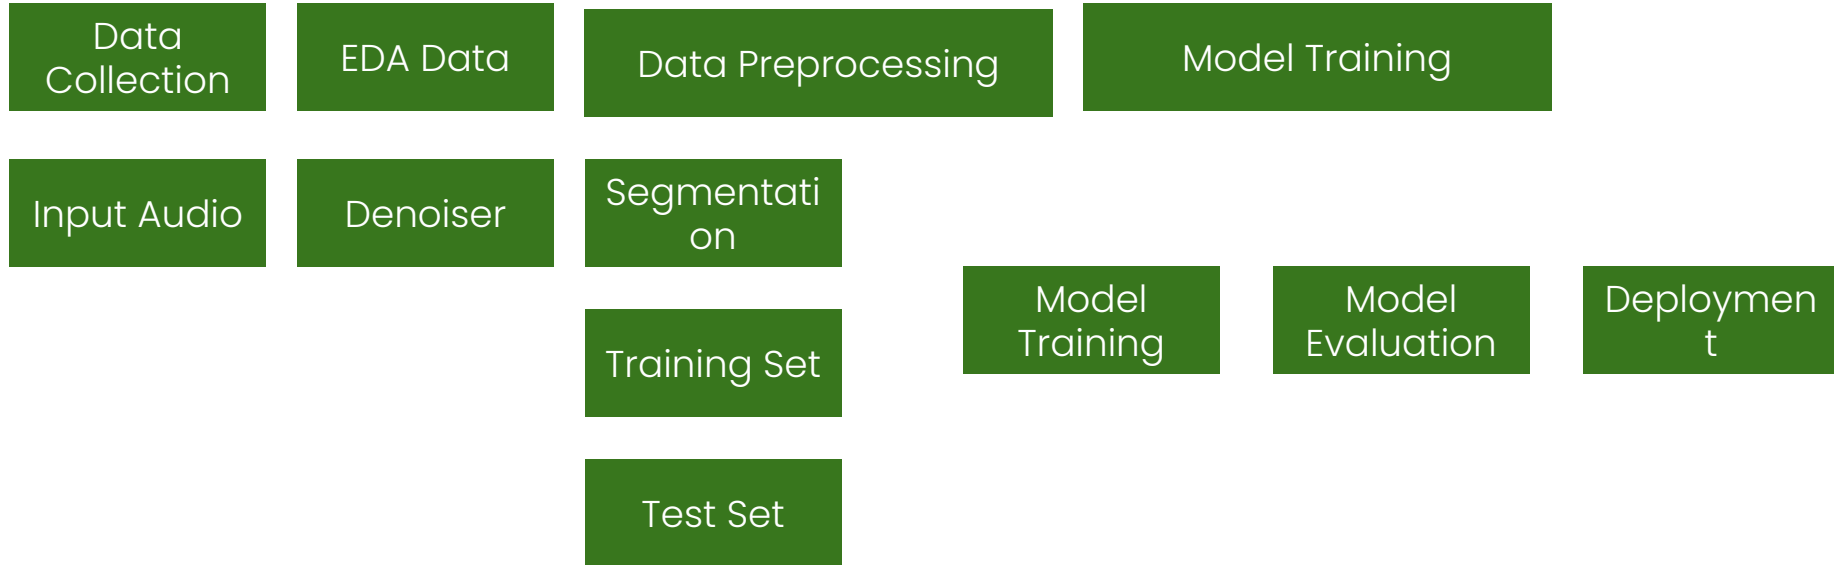 Data
Collection
EDA Data
Data Preprocessing
Model Training
Input Audio
Denoiser
Segmentati
on
Training Set
Test Set
Model
Training
Model
Evaluation
Deploymen
t